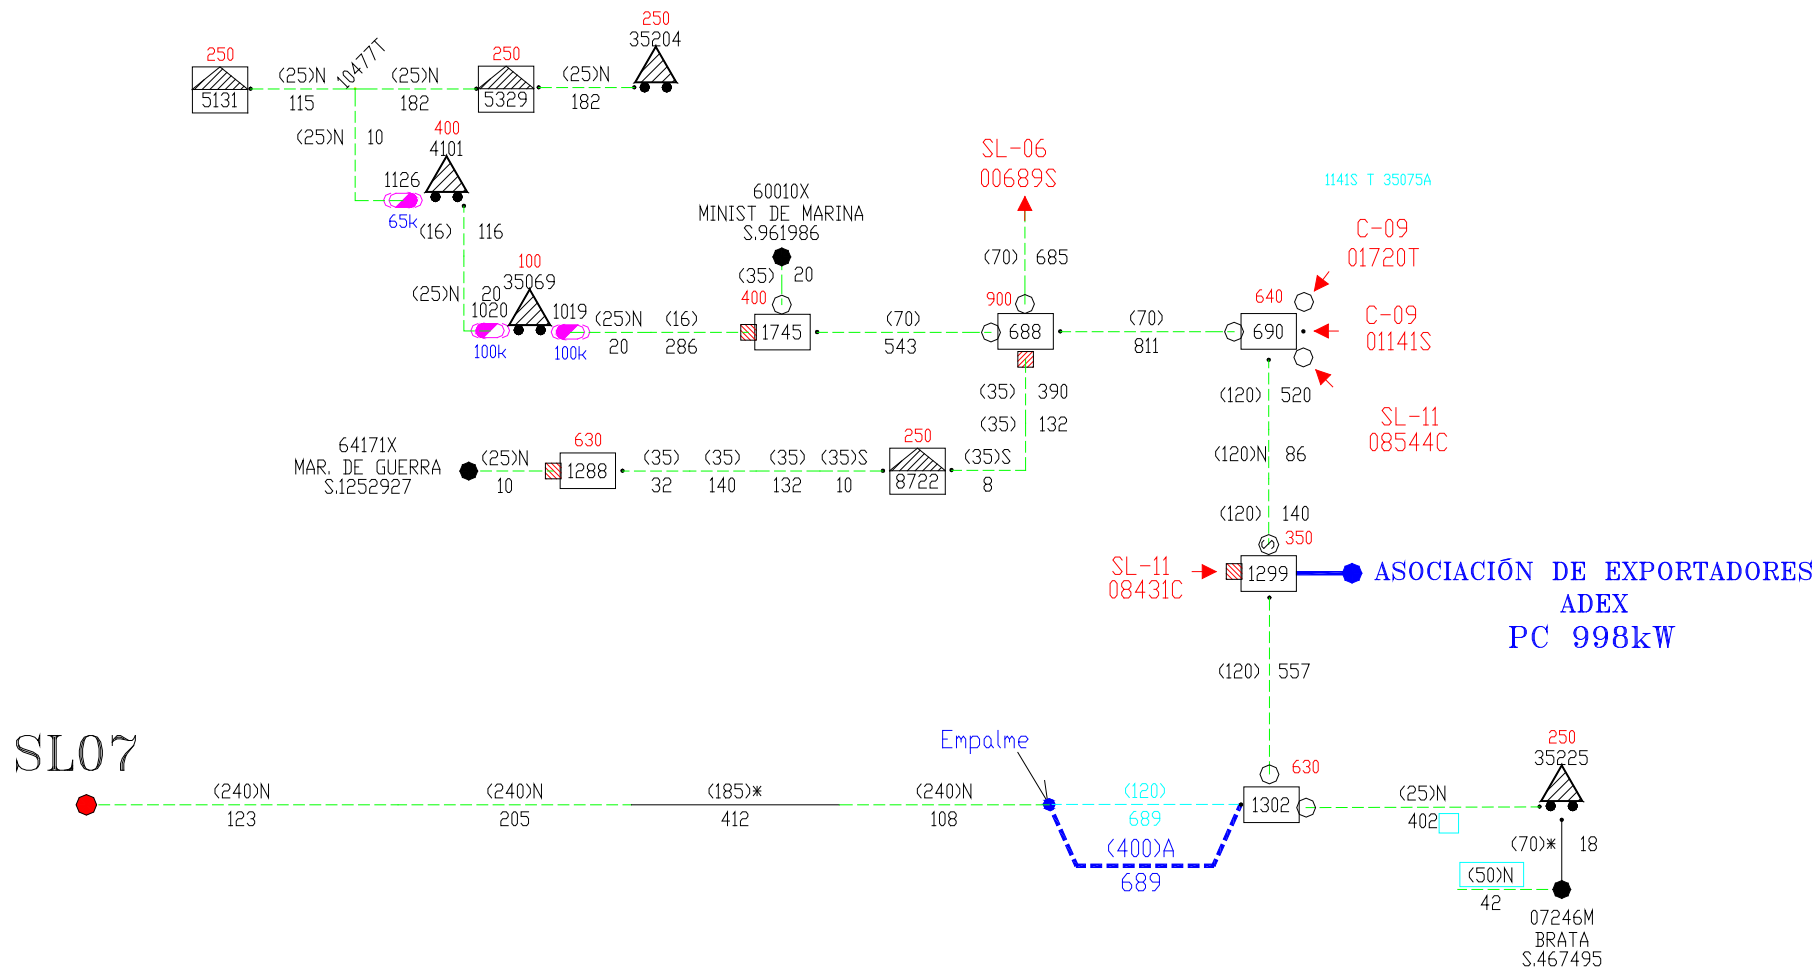 250
35204
250
250
10477T
(25)N
(25)N
(25)N
5131
115
182
5329
182
(25)N
10
400
4101
1126
65k
(16)
116
SL-06
00689S
1141S T 35075A
60010X
MINIST DE MARINA
S.961986
C-09
01720T
(70)
685
100
35069
(25)N
20
1020
1019
100k
100k
(35)
20
400
900
640
(25)N
(16)
1745
(70)
688
(70)
690
C-09
01141S
20
286
543
811
(35)
390
(35)
132
(120)
520
SL-11
08544C
64171X
MAR. DE GUERRA
S.1252927
(25)N
10
630
1288
(35)
(35)
(35)
(35)S
32
140
132
10
250
8722
(35)S
8
(120)N
86
(120)
140
350
SL-11
08431C
1299
ASOCIACIÓN DE EXPORTADORES
ADEX
PC 998kW
(120)
557
SL07
Empalme
630
250
35225
(240)N
(240)N
(185)*
(240)N
(120)
1302
(25)N
123
205
412
108
689
402
(400)A
689
(70)*
18
(50)N
42
07246M
BRATA
S.467495